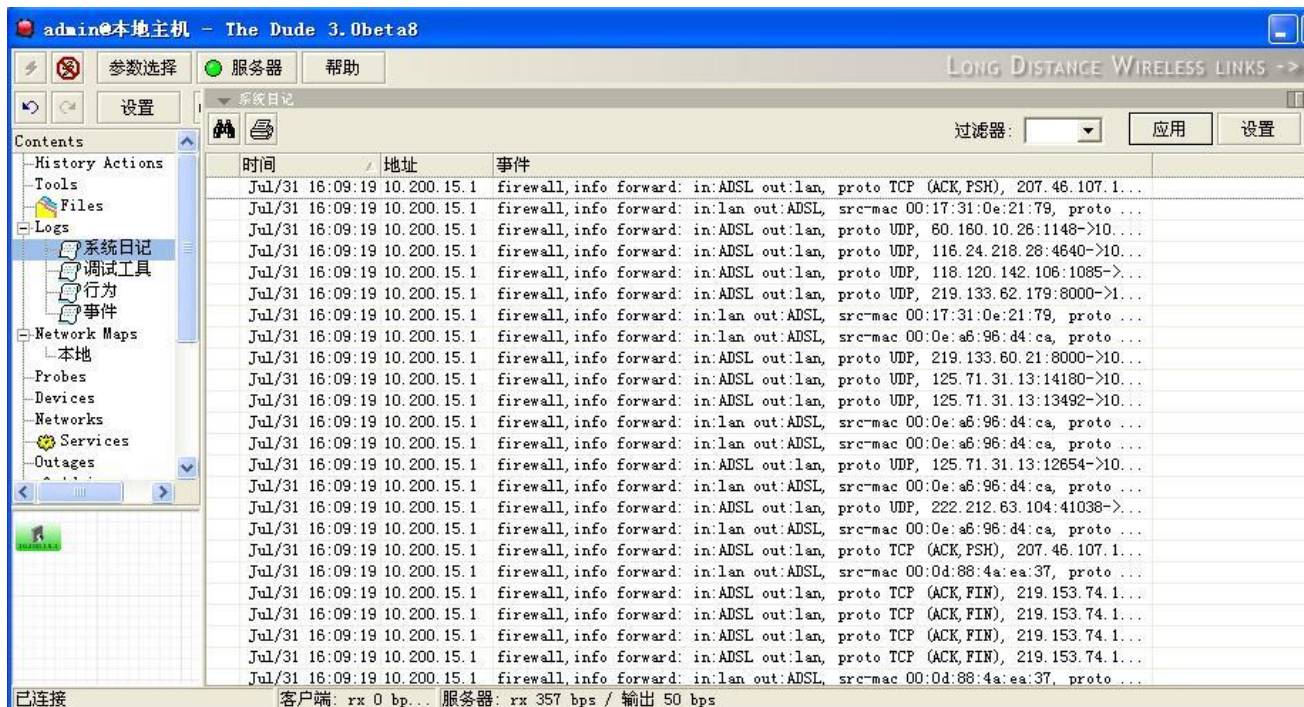 admin@本地主机 - The Dude 3.0beta8
参数选择 服务器 帮助 LONG DISTANCE WIRELESS LINKS ->
设置 系统日记
过滤器: 应用 设置
Contents
History Actions
Tools
Files
Logs
系统日记
调试工具
行为
事件
Network Maps
本地
Probes
Devices
Networks
Services
Outages
时间 地址 事件
Jul/31 16:09:19 10.200.15.1 firewall,info forward: in:ADSL out:lan, proto TCP (ACK,PSH), 207.46.107.1...
Jul/31 16:09:19 10.200.15.1 firewall,info forward: in:lan out:ADSL, src-mac 00:17:31:0e:21:79, proto ...
Jul/31 16:09:19 10.200.15.1 firewall,info forward: in:ADSL out:lan, proto UDP, 60.160.10.26:1148->10....
Jul/31 16:09:19 10.200.15.1 firewall,info forward: in:ADSL out:lan, proto UDP, 116.24.218.28:4640->10...
Jul/31 16:09:19 10.200.15.1 firewall,info forward: in:ADSL out:lan, proto UDP, 118.120.142.106:1085->...
Jul/31 16:09:19 10.200.15.1 firewall,info forward: in:ADSL out:lan, proto UDP, 219.133.62.179:8000->1...
Jul/31 16:09:19 10.200.15.1 firewall,info forward: in:lan out:ADSL, src-mac 00:17:31:0e:21:79, proto ...
Jul/31 16:09:19 10.200.15.1 firewall,info forward: in:lan out:ADSL, src-mac 00:0e:a6:96:d4:ca, proto ...
Jul/31 16:09:19 10.200.15.1 firewall,info forward: in:ADSL out:lan, proto UDP, 219.133.60.21:8000->10...
Jul/31 16:09:19 10.200.15.1 firewall,info forward: in:ADSL out:lan, proto UDP, 125.71.31.13:14180->10...
Jul/31 16:09:19 10.200.15.1 firewall,info forward: in:ADSL out:lan, proto UDP, 125.71.31.13:13492->10...
Jul/31 16:09:19 10.200.15.1 firewall,info forward: in:lan out:ADSL, src-mac 00:0e:a6:96:d4:ca, proto ...
Jul/31 16:09:19 10.200.15.1 firewall,info forward: in:lan out:ADSL, src-mac 00:0e:a6:96:d4:ca, proto ...
Jul/31 16:09:19 10.200.15.1 firewall,info forward: in:ADSL out:lan, proto UDP, 125.71.31.13:12654->10...
Jul/31 16:09:19 10.200.15.1 firewall,info forward: in:lan out:ADSL, src-mac 00:0e:a6:96:d4:ca, proto ...
Jul/31 16:09:19 10.200.15.1 firewall,info forward: in:ADSL out:lan, proto UDP, 222.212.63.104:41038->...
Jul/31 16:09:19 10.200.15.1 firewall,info forward: in:lan out:ADSL, src-mac 00:0e:a6:96:d4:ca, proto ...
Jul/31 16:09:19 10.200.15.1 firewall,info forward: in:ADSL out:lan, proto TCP (ACK,PSH), 207.46.107.1...
Jul/31 16:09:19 10.200.15.1 firewall,info forward: in:lan out:ADSL, src-mac 00:0d:88:4a:ea:37, proto ...
Jul/31 16:09:19 10.200.15.1 firewall,info forward: in:ADSL out:lan, proto TCP (ACK,FIN), 219.153.74.1...
Jul/31 16:09:19 10.200.15.1 firewall,info forward: in:ADSL out:lan, proto TCP (ACK,FIN), 219.153.74.1...
Jul/31 16:09:19 10.200.15.1 firewall,info forward: in:ADSL out:lan, proto TCP (ACK,FIN), 219.153.74.1...
Jul/31 16:09:19 10.200.15.1 firewall,info forward: in:ADSL out:lan, proto TCP (ACK,FIN), 219.153.74.1...
Jul/31 16:09:19 10.200.15.1 firewall,info forward: in:lan out:ADSL, src-mac 00:0d:88:4a:ea:37, proto ...
已连接 客户端: rx 0 bp... 服务器: rx 357 bps / 输出 50 bps